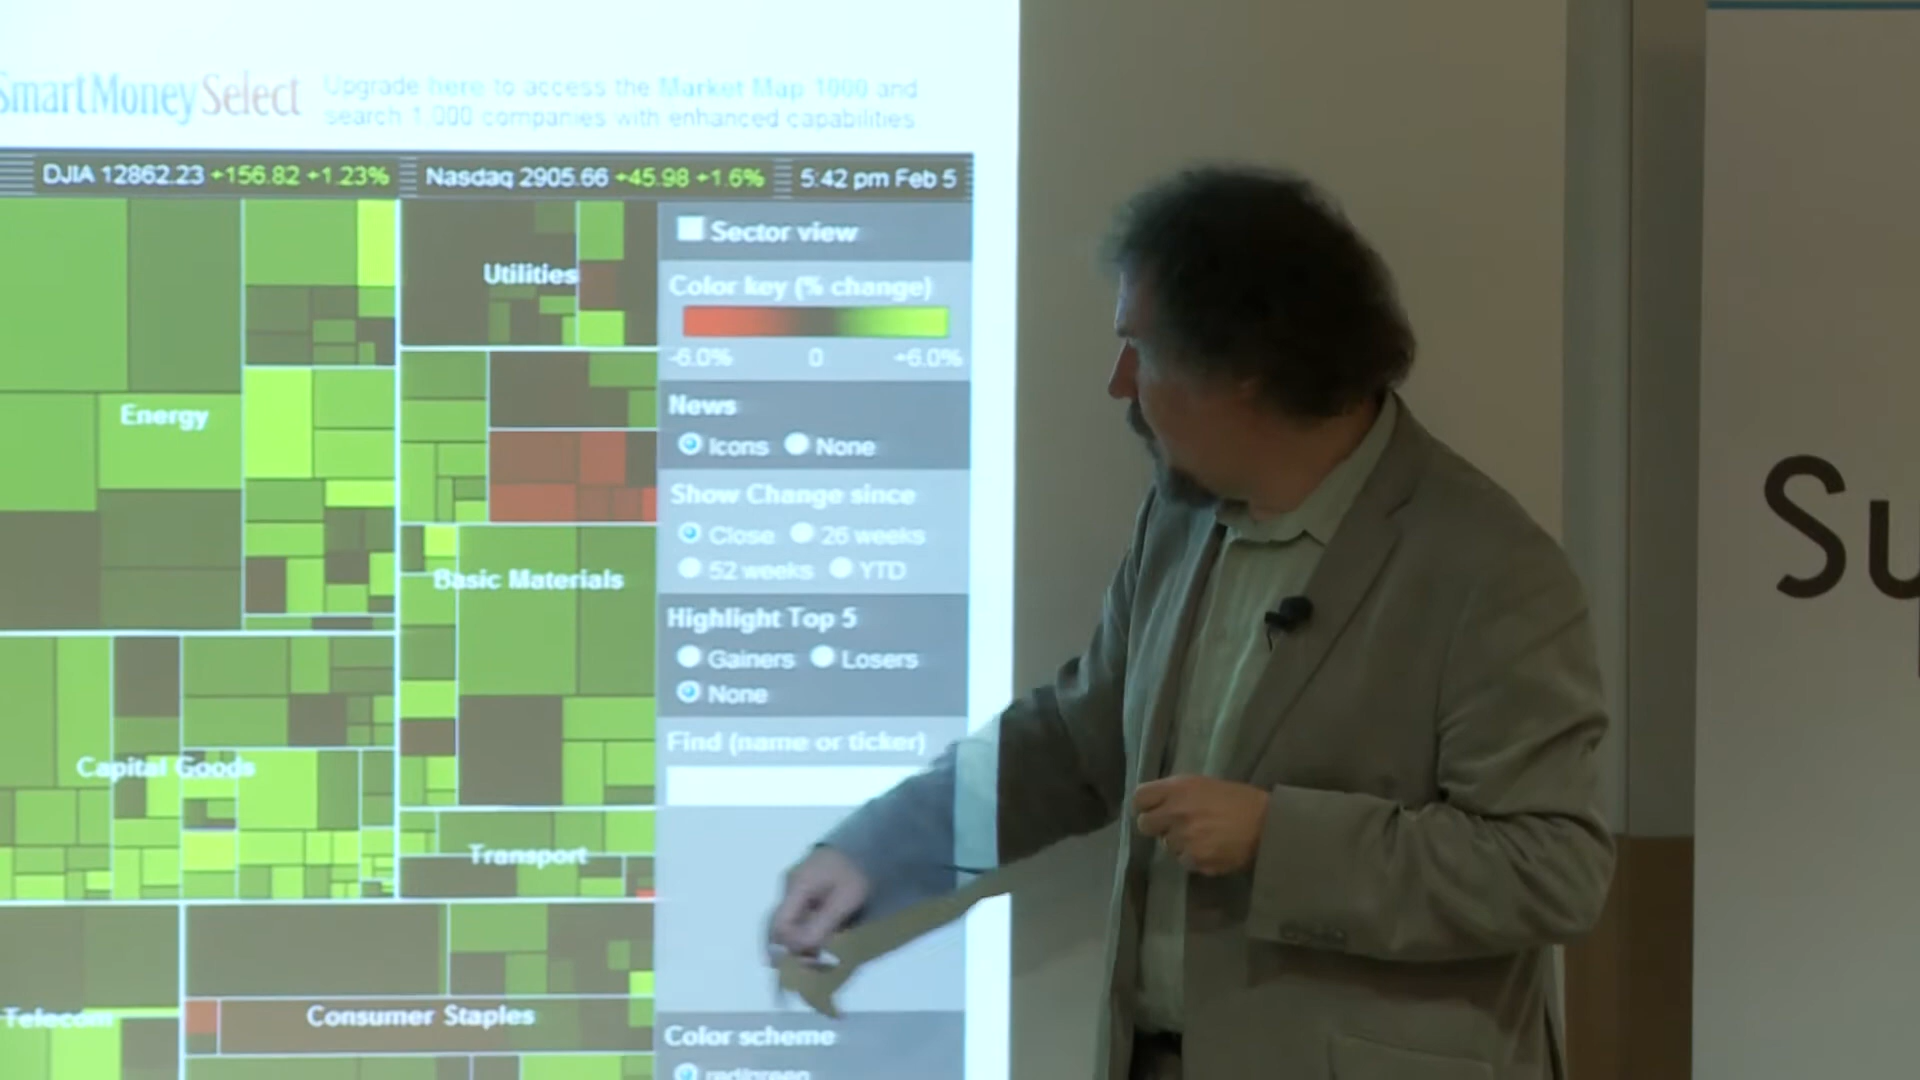 SmartMoneySelect
Upgrade here to access the Market Map 1000 and
search 1,000 companies with enhanced capabilities.
DJIA 12862.23 +156.82 +1.23% Nasdaq 2905.66 +45.98 +1.6% 5:42 pm Feb 5
Sector view
Utilities
Color key (% change)
-6.0% 0 +6.0%
News
Energy
Icons None
Show Change since
Close 26 weeks
52 weeks YTD
Basic Materials
Highlight Top 5
Gainers Losers
None
Find (name or ticker)
Capital Goods
Transport
Telecom
Consumer Staples
Color scheme
red/green
Su